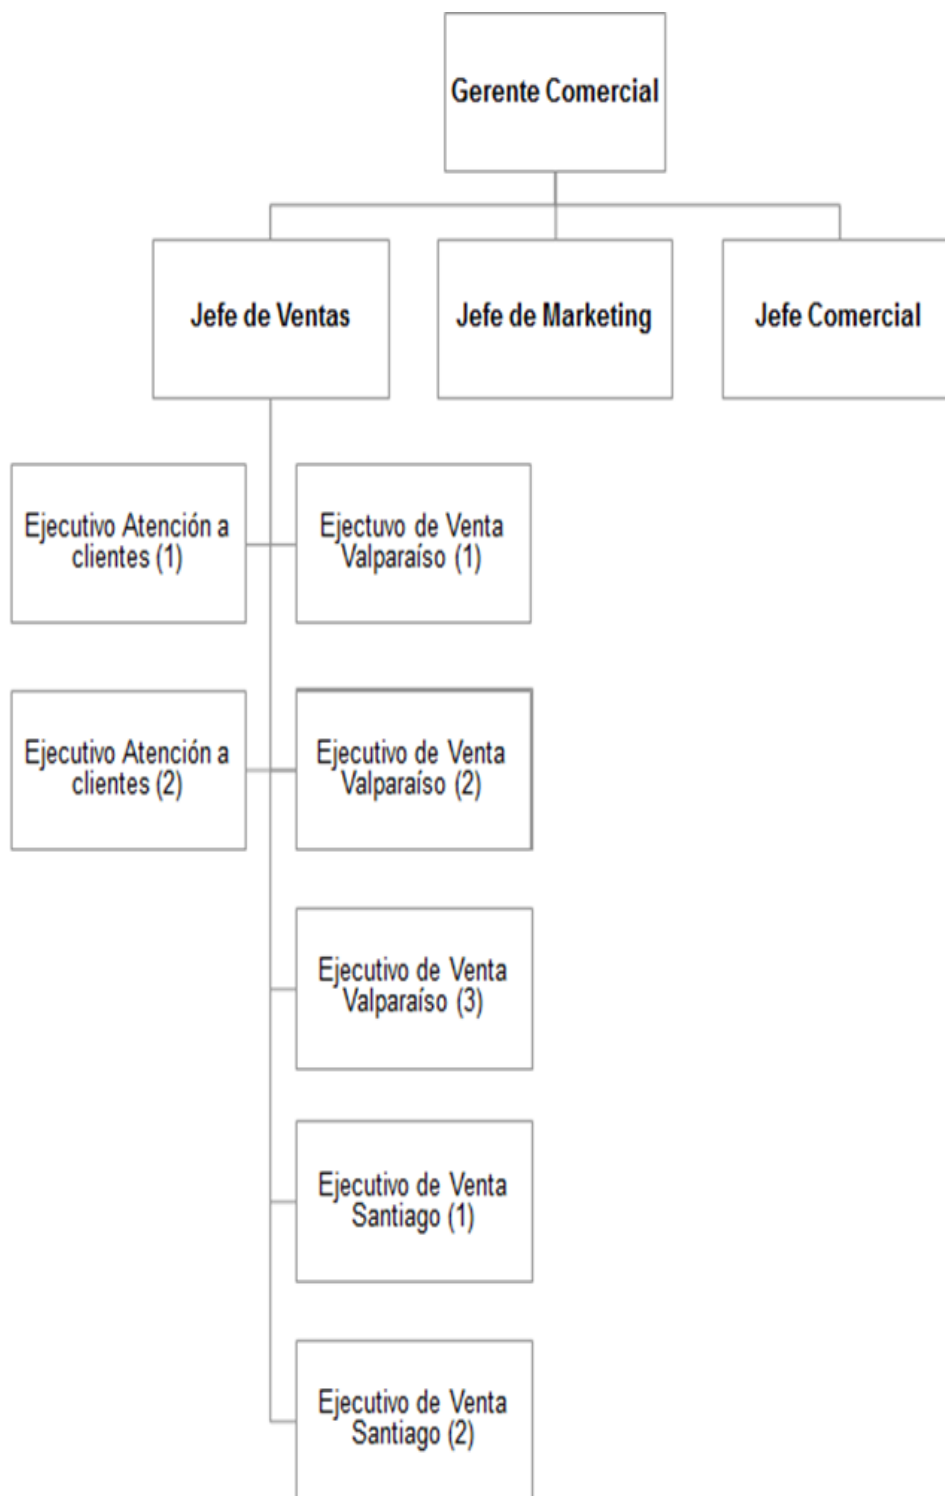 Gerente Comercial
Jefe de Ventas
Jefe de Marketing
Jefe Comercial
Ejecutivo Atención a
clientes (1)
Ejectuvo de Venta
Valparaíso (1)
Ejecutivo Atención a
clientes (2)
Ejecutivo de Venta
Valparaíso (2)
Ejecutivo de Venta
Valparaíso (3)
Ejecutivo de Venta
Santiago (1)
Ejecutivo de Venta
Santiago (2)